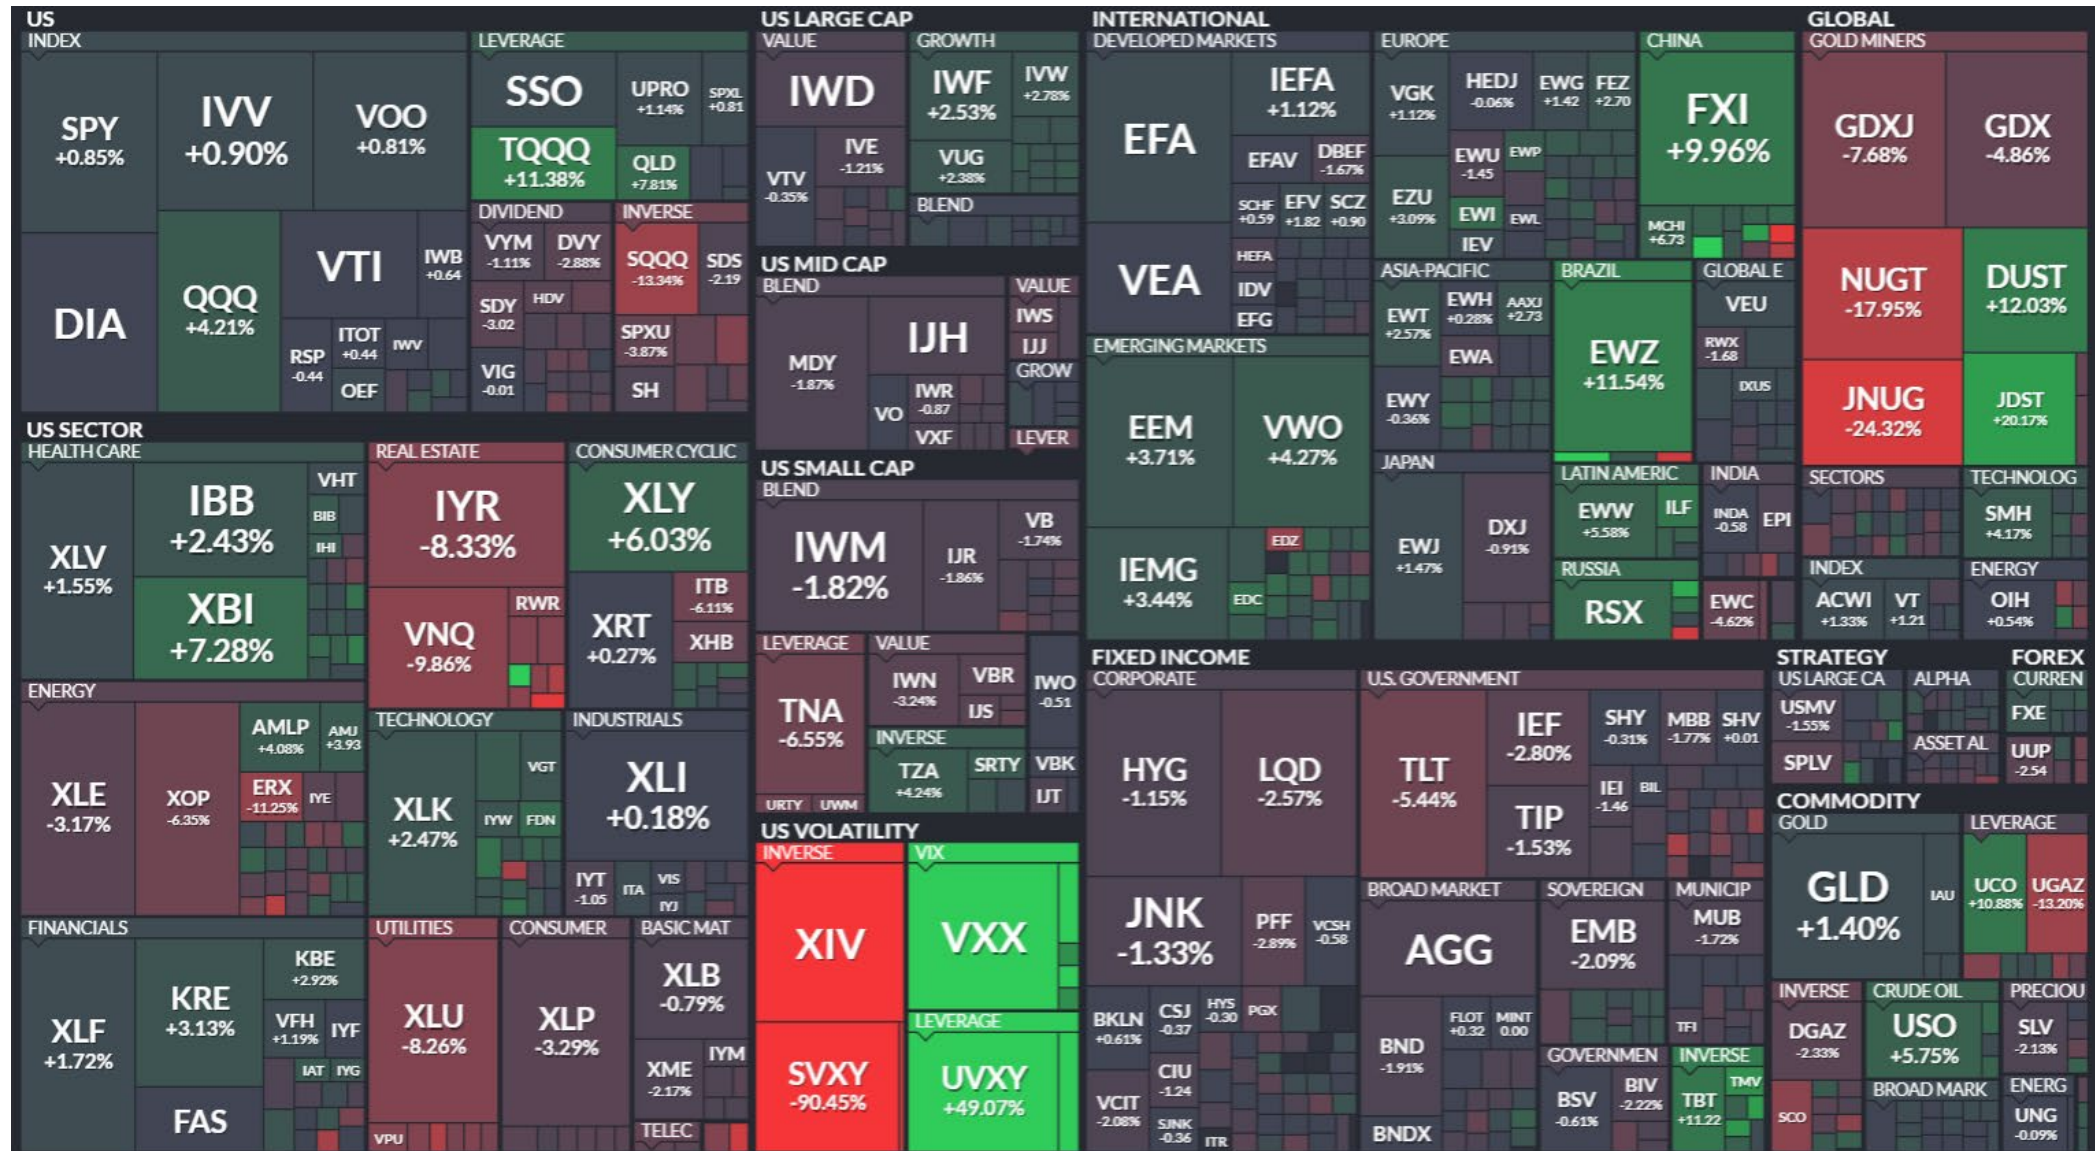 US
INDEX
SPY
+0.85%
IVV
+0.90%
VOO
+0.81%
DIA
QQQ
+4.21%
VTI
IWB
+0.64
RSP
-0.44
ITOT
+0.44
IWV
OEF
LEVERAGE
SSO
UPRO
+1.14%
SPXL
+0.81
TQQQ
+11.38%
QLD
+7.81%
DIVIDEND
VYM
-1.11%
DVY
-2.88%
SDY
-3.02
HDV
VIG
-0.01
INVERSE
SQQQ
-13.34%
SDS
-2.19
SPXU
-3.87%
SH
US SECTOR
HEALTH CARE
XLV
+1.55%
IBB
+2.43%
VHT
BIB
IHI
XBI
+7.28%
REAL ESTATE
IYR
-8.33%
VNQ
-9.86%
RWR
CONSUMER CYCLIC
XLY
+6.03%
XRT
+0.27%
ITB
-6.11%
XHB
ENERGY
XLE
-3.17%
XOP
-6.35%
AMLP
+4.08%
AMJ
+3.93
ERX
-11.25%
IYE
TECHNOLOGY
XLK
+2.47%
VGT
IYW
FDN
INDUSTRIALS
XLI
+0.18%
IYT
-1.05
ITA
VIS
IYJ
FINANCIALS
XLF
+1.72%
KRE
+3.13%
KBE
+2.92%
VFH
+1.19%
IYF
IAT
IYG
FAS
UTILITIES
XLU
-8.26%
VPU
CONSUMER
XLP
-3.29%
BASIC MAT
XLB
-0.79%
XME
-2.17%
IYM
TELEC
US LARGE CAP
VALUE
IWD
VTV
-0.35%
IVE
-1.21%
GROWTH
IWF
+2.53%
IVW
+2.78%
VUG
+2.38%
BLEND
US MID CAP
BLEND
MDY
-1.87%
IJH
VO
IWR
-0.87
VXF
VALUE
IWS
IJJ
GROW
LEVER
US SMALL CAP
BLEND
IWM
-1.82%
IJR
-1.86%
VB
-1.74%
LEVERAGE
TNA
-6.55%
URTY
UWM
VALUE
IWN
-3.24%
VBR
IJS
IWO
-0.51
INVERSE
TZA
+4.24%
SRTY
VBK
IJT
US VOLATILITY
INVERSE
XIV
SVXY
-90.45%
VIX
VXX
LEVERAGE
UVXY
+49.07%
INTERNATIONAL
DEVELOPED MARKETS
EFA
IEFA
+1.12%
EFAV
DBEF
-1.67%
SCHF
+0.59
EFV
+1.82
SCZ
+0.90
VEA
HEFA
IDV
EFG
EUROPE
VGK
+1.12%
HEDJ
-0.06%
EWG
+1.42
FEZ
+2.70
EWU
-1.45
EWP
EZU
+3.09%
EWI
EWL
IEV
CHINA
FXI
+9.96%
MCHI
+6.73
EMERGING MARKETS
EEM
+3.71%
VWO
+4.27%
IEMG
+3.44%
EDZ
EDC
ASIA-PACIFIC
EWT
+2.57%
EWH
+0.28%
AAXJ
+2.73
EWA
EWY
-0.36%
BRAZIL
EWZ
+11.54%
GLOBAL E
VEU
RWX
-1.68
IXUS
JAPAN
EWJ
+1.47%
DXJ
-0.91%
LATIN AMERIC
EWW
+5.58%
ILF
INDIA
INDA
-0.58
EPI
RUSSIA
RSX
EWC
-4.62%
GLOBAL
GOLD MINERS
GDXJ
-7.68%
GDX
-4.86%
NUGT
-17.95%
DUST
+12.03%
JNUG
-24.32%
JDST
+20.17%
SECTORS
TECHNOLOG
SMH
+4.17%
INDEX
ACWI
+1.33%
VT
+1.21
ENERGY
OIH
+0.54%
FIXED INCOME
CORPORATE
HYG
-1.15%
LQD
-2.57%
JNK
-1.33%
PFF
-2.89%
VCSH
-0.58
BKLN
+0.61%
CSJ
-0.37
HYS
-0.30
PGX
CIU
-1.24
VCIT
-2.08%
SJNK
-0.36
ITR
U.S. GOVERNMENT
TLT
-5.44%
IEF
-2.80%
SHY
-0.31%
MBB
-1.77%
SHV
+0.01
TIP
-1.53%
IEI
-1.46
BIL
BROAD MARKET
AGG
BND
-1.91%
FLOT
+0.32
MINT
0.00
BNDX
SOVEREIGN
EMB
-2.09%
MUNICIP
MUB
-1.72%
TFI
GOVERNMEN
BSV
-0.61%
BIV
-2.22%
INVERSE
TBT
+11.22
TMV
STRATEGY
US LARGE CA
USMV
-1.55%
SPLV
ALPHA
ASSET AL
FOREX
CURREN
FXE
UUP
-2.54
COMMODITY
GOLD
GLD
+1.40%
IAU
LEVERAGE
UCO
+10.88%
UGAZ
-13.20%
INVERSE
DGAZ
-2.33%
SCO
CRUDE OIL
USO
+5.75%
PRECIOU
SLV
-2.13%
BROAD MARK
ENERG
UNG
-0.09%